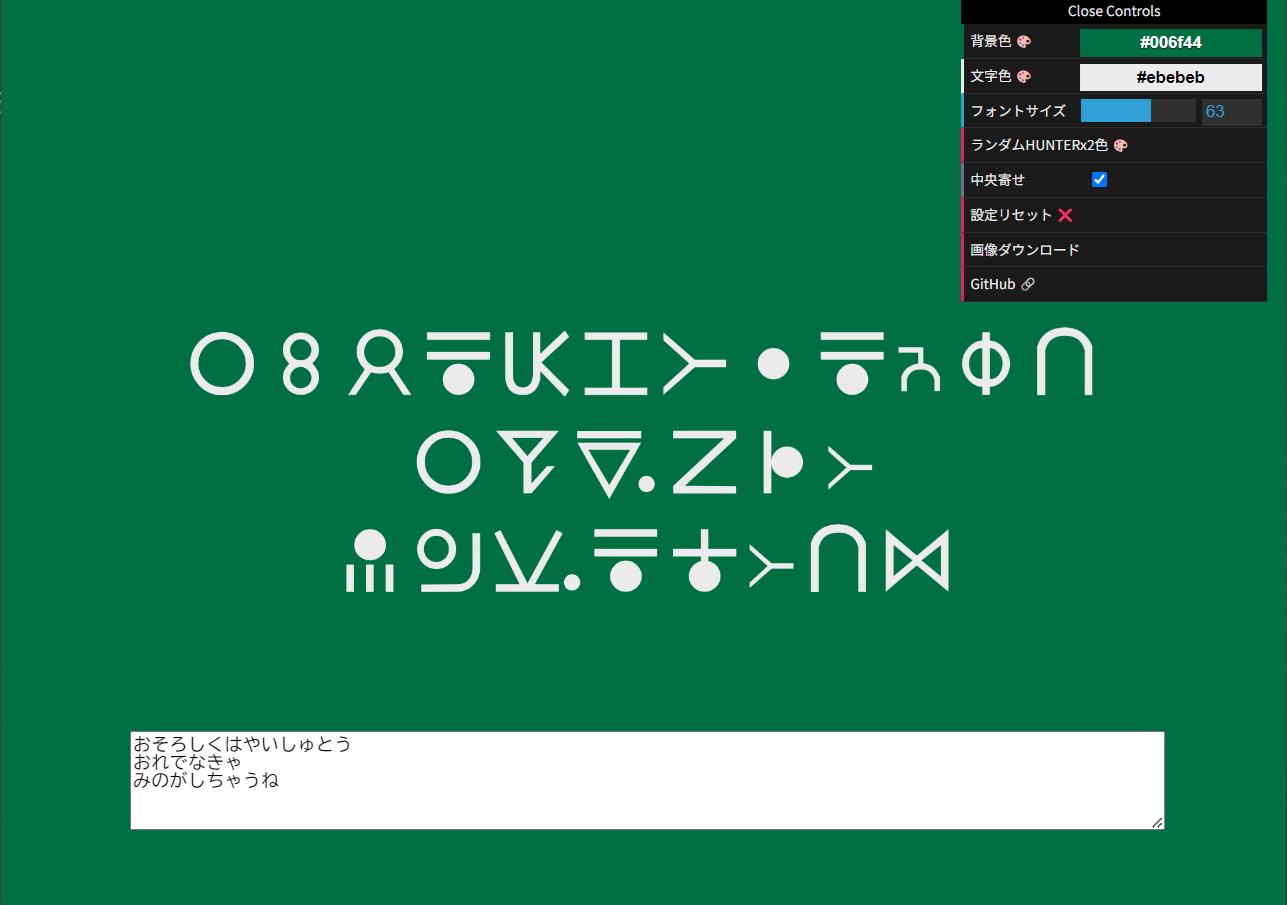 Close Controls
背景色 🎨 #006f44
文字色 🎨 #ebebeb
フォントサイズ 63
ランダムHUNTERx2色 🎨
中央寄せ
設定リセット ❌
画像ダウンロード
GitHub 🔗
おそろしくはやいしゅとう
おれでなきゃ
みのがしちゃうね